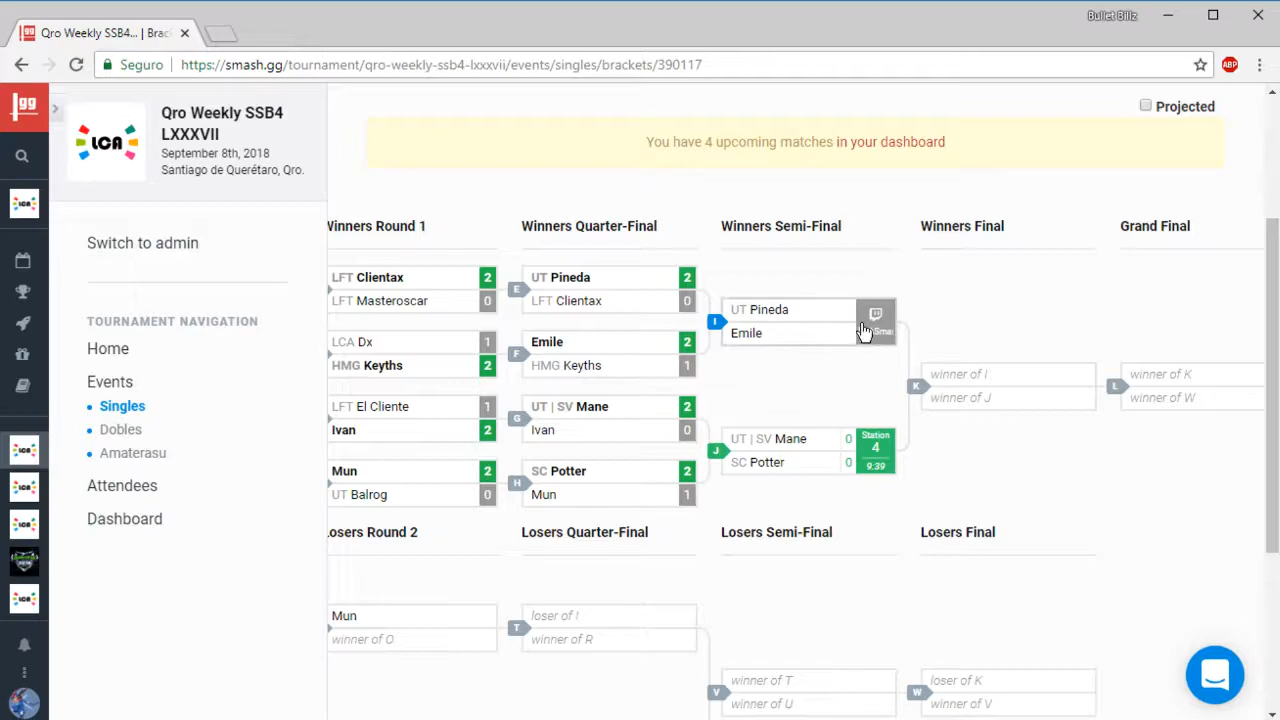 Bullet Billz
Qro Weekly SSB4... | Brac
Seguro
https://smash.gg/tournament/qro-weekly-ssb4-lxxxvii/events/singles/brackets/390117
ABP
gg
LCA
Qro Weekly SSB4
LXXXVII
September 8th, 2018
Santiago de Querétaro, Qro.
Switch to admin
TOURNAMENT NAVIGATION
Home
Events
Singles
Dobles
Amaterasu
Attendees
Dashboard
Projected
You have 4 upcoming matches in your dashboard
Winners Round 1
Winners Quarter-Final
Winners Semi-Final
Winners Final
Grand Final
LFT Clientax 2
LFT Masteroscar 0
LCA Dx 1
HMG Keyths 2
LFT El Cliente 1
Ivan 2
Mun 2
UT Balrog 0
E
UT Pineda 2
LFT Clientax 0
F
Emile 2
HMG Keyths 1
G
UT | SV Mane 2
Ivan 0
H
SC Potter 2
Mun 1
I
UT Pineda
Emile
J
UT | SV Mane 0
SC Potter 0
Station
4
9:39
K
winner of I
winner of J
L
winner of K
winner of W
Losers Round 2
Losers Quarter-Final
Losers Semi-Final
Losers Final
Mun
winner of O
T
loser of I
winner of R
V
winner of T
winner of U
W
loser of K
winner of V